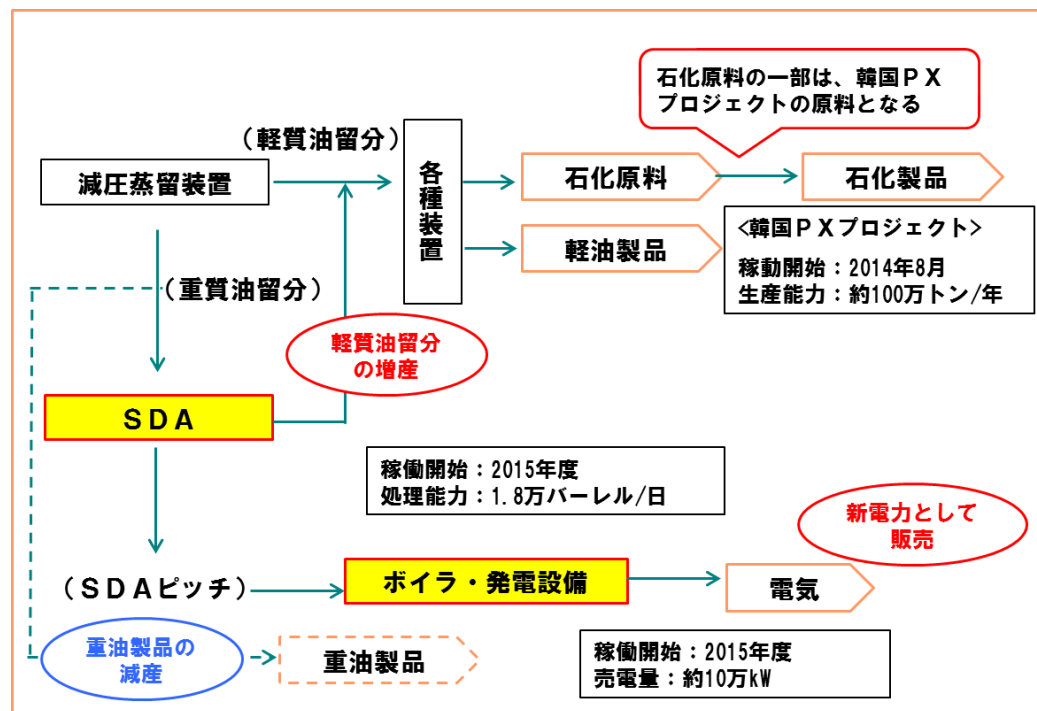 石化原料の一部は、韓国ＰＸ
プロジェクトの原料となる
（軽質油留分）
減圧蒸留装置
各種装置
石化原料
石化製品
軽油製品
<韓国ＰＸプロジェクト>
稼動開始：2014年8月
生産能力：約100万トン/年
（重質油留分）
軽質油留分
の増産
ＳＤＡ
稼働開始：2015年度
処理能力：1.8万バーレル/日
新電力として
販売
（ＳＤＡピッチ）
ボイラ・発電設備
電気
重油製品の
減産
重油製品
稼働開始：2015年度
売電量：約10万kW